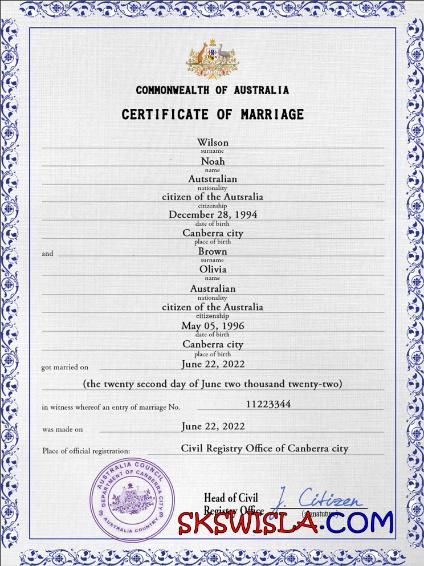 COMMONWEALTH OF AUSTRALIA
CERTIFICATE OF MARRIAGE
Wilson
surname
Noah
name
Autstralian
nationality
citizen of the Autsralia
citizenship
December 28, 1994
date of birth
Canberra city
place of birth
and Brown
surname
Olivia
name
Australian
nationality
citizen of the Australia
citizenship
May 05, 1996
date of birth
Canberra city
place of birth
got married on June 22, 2022
(the twenty second day of June two thousand twenty-two)
in witness whereof an entry of marriage No. 11223344
was made on June 22, 2022
Place of official registration: Civil Registry Office of Canberra city
AUSTRALIA COUNCIL
DEPARTMENT OF CANBERRA CITY
AUSTRALIA COUNTRY
Head of Civil
Registry Office J. Citizen
(signature)
SKSWISLA.COM